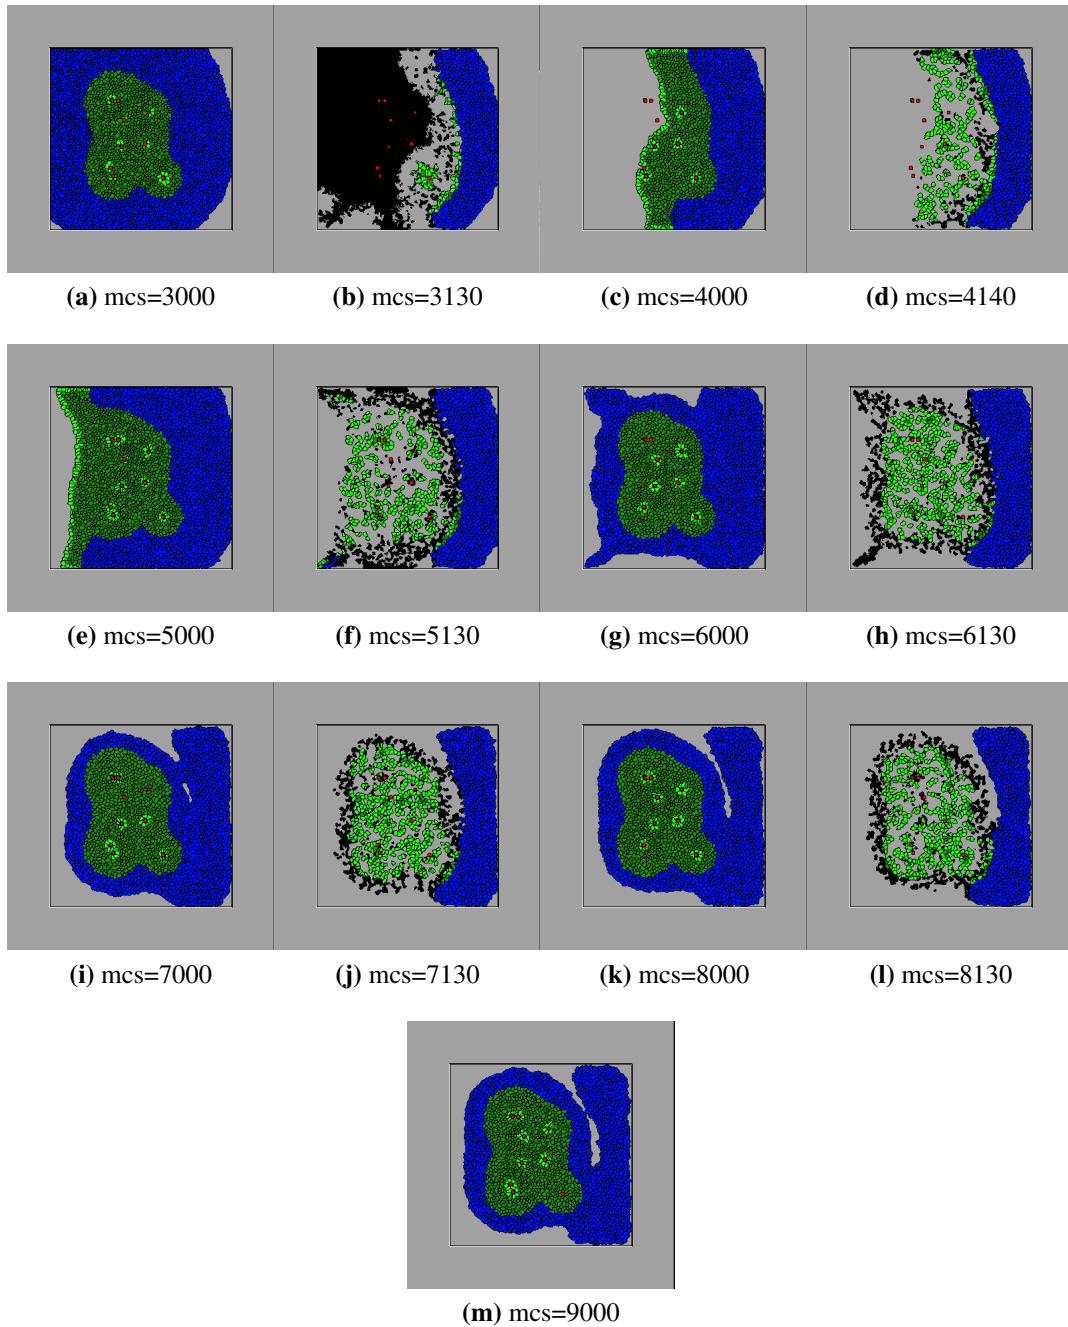 (a) mcs=3000
(b) mcs=3130
(c) mcs=4000
(d) mcs=4140
(e) mcs=5000
(f) mcs=5130
(g) mcs=6000
(h) mcs=6130
(i) mcs=7000
(j) mcs=7130
(k) mcs=8000
(l) mcs=8130
(m) mcs=9000